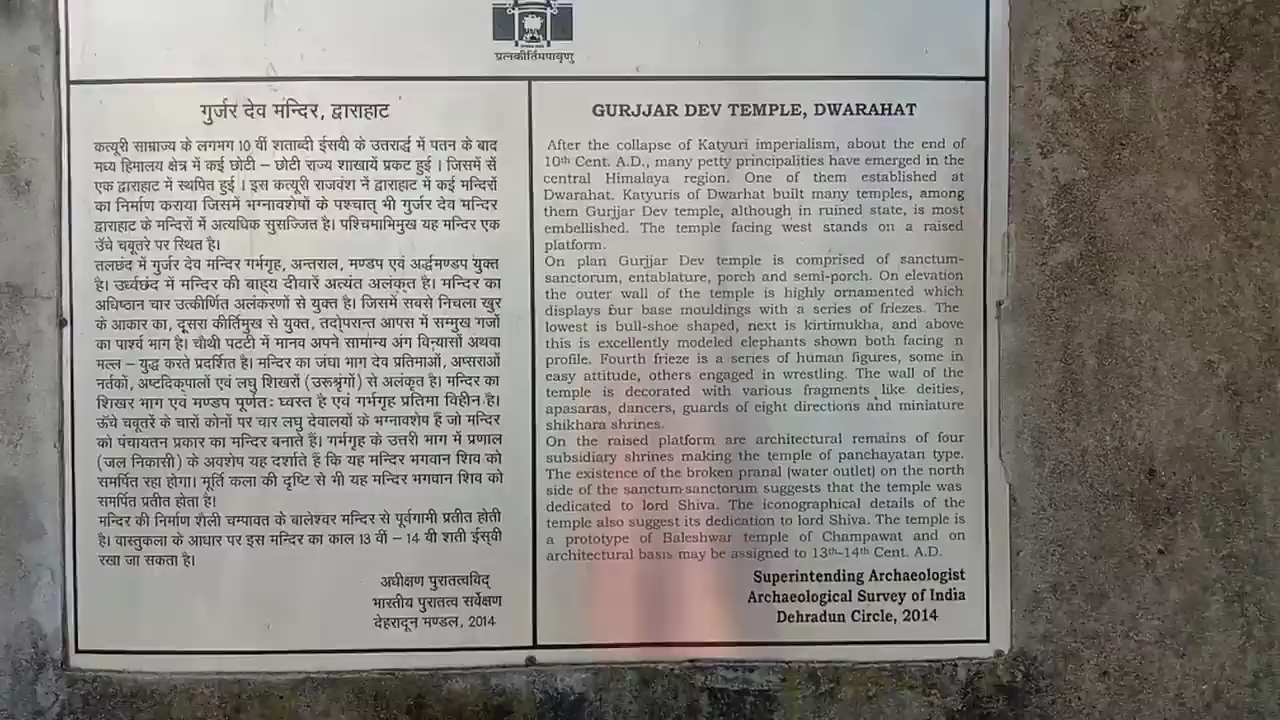 प्रत्नकीर्तिमपावृणु
गुर्जर देव मन्दिर, द्वाराहाट
कत्यूरी साम्राज्य के लगभग 10 वीं शताब्दी ईसवी के उत्तरार्द्ध में पतन के बाद
मध्य हिमालय क्षेत्र में कई छोटी – छोटी राज्य शाखायें प्रकट हुई । जिसमें सें
एक द्वाराहाट में स्थपित हुई । इस कत्यूरी राजवंश नें द्वाराहाट में कई मन्दिरों
का निर्माण कराया जिसमें भग्नावशेषों के पश्चात् भी गुर्जर देव मन्दिर
द्वाराहाट के मन्दिरों में अत्यधिक सुसज्जित है। पश्चिमाभिमुख यह मन्दिर एक
उँचे चबूतरे पर स्थित है।
तलछंद में गुर्जर देव मन्दिर गर्भगृह, अन्तराल, मण्डप एवं अर्द्धमण्डप युक्त
है। उर्ध्वछंद में मन्दिर की बाह्य दीवारें अत्यंत अलंकृत है। मन्दिर का
अधिष्ठान चार उत्कीर्णित अलंकरणों से युक्त है। जिसमें सबसे निचला खुर
के आकार का, दूसरा कीर्तिमुख से युक्त, तदोपरान्त आपस में सम्मुख गजों
का पार्श्व भाग है। चौथी पटटी में मानव अपने सामान्य अंग विन्यासों अथवा
मल्ल – युद्ध करते प्रदर्शित है। मन्दिर का जंघा भाग देव प्रतिमाओं, अप्सराओं
नर्तकों, अष्टदिक्पालों एवं लघु शिखरों (उरूश्रृंगों) से अलंकृत है। मन्दिर का
शिखर भाग एवं मण्डप पूर्णतः ध्वस्त है एवं गर्भगृह प्रतिमा विहीन है।
ऊँचे चबूतरे के चारों कोनों पर चार लघु देवालयों के भग्नावशेष हैं जो मन्दिर
को पंचायतन प्रकार का मन्दिर बनाते हैं। गर्भगृह के उत्तरी भाग में प्रणाल
(जल निकासी) के अवशेष यह दर्शाते हैं कि यह मन्दिर भगवान शिव को
समर्पित रहा होगा। मूर्ति कला की दृष्टि से भी यह मन्दिर भगवान शिव को
समर्पित प्रतीत होता है।
मन्दिर की निर्माण शैली चम्पावत के बालेश्वर मन्दिर से पूर्वगामी प्रतीत होती
है। वास्तुकला के आधार पर इस मन्दिर का काल 13 वीं – 14 वी शती ईस्वी
रखा जा सकता है।
अधीक्षण पुरातत्वविद्
भारतीय पुरातत्व सर्वेक्षण
देहरादून मण्डल, 2014
GURJJAR DEV TEMPLE, DWARAHAT
After the collapse of Katyuri imperialism, about the end of
10th Cent. A.D., many petty principalities have emerged in the
central Himalaya region. One of them established at
Dwarahat. Katyuris of Dwarhat built many temples, among
them Gurjjar Dev temple, although in ruined state, is most
embellished. The temple facing west stands on a raised
platform.
On plan Gurjjar Dev temple is comprised of sanctum-
sanctorum, entablature, porch and semi-porch. On elevation
the outer wall of the temple is highly ornamented which
displays four base mouldings with a series of friezes. The
lowest is bull-shoe shaped, next is kirtimukha, and above
this is excellently modeled elephants shown both facing n
profile. Fourth frieze is a series of human figures, some in
easy attitude, others engaged in wrestling. The wall of the
temple is decorated with various fragments like deities,
apasaras, dancers, guards of eight directions and miniature
shikhara shrines.
On the raised platform are architectural remains of four
subsidiary shrines making the temple of panchayatan type.
The existence of the broken pranal (water outlet) on the north
side of the sanctum-sanctorum suggests that the temple was
dedicated to lord Shiva. The iconographical details of the
temple also suggest its dedication to lord Shiva. The temple is
a prototype of Baleshwar temple of Champawat and on
architectural basis may be assigned to 13th–14th Cent. A.D.
Superintending Archaeologist
Archaeological Survey of India
Dehradun Circle, 2014